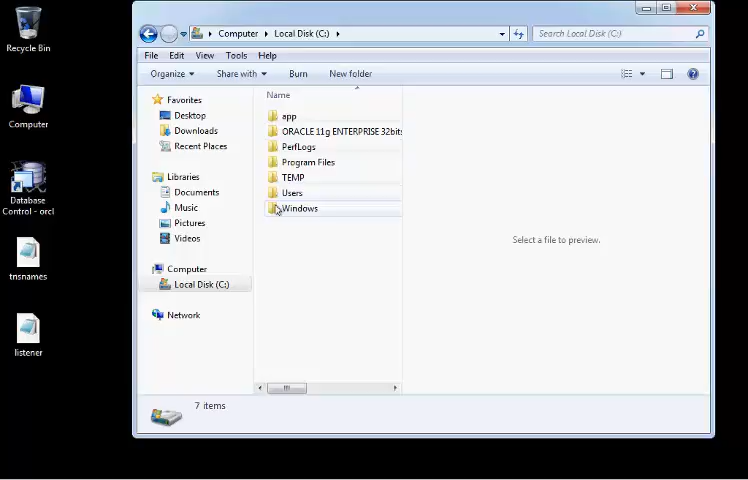 Recycle Bin
Computer
Database
Control - orcl
tnsnames
listener
Computer
Local Disk (C:)
Search Local Disk (C:)
File
Edit
View
Tools
Help
Organize
Share with
Burn
New folder
Favorites
Desktop
Downloads
Recent Places
Libraries
Documents
Music
Pictures
Videos
Computer
Local Disk (C:)
Network
Name
app
ORACLE 11g ENTERPRISE 32bits
PerfLogs
Program Files
TEMP
Users
Windows
Select a file to preview.
7 items